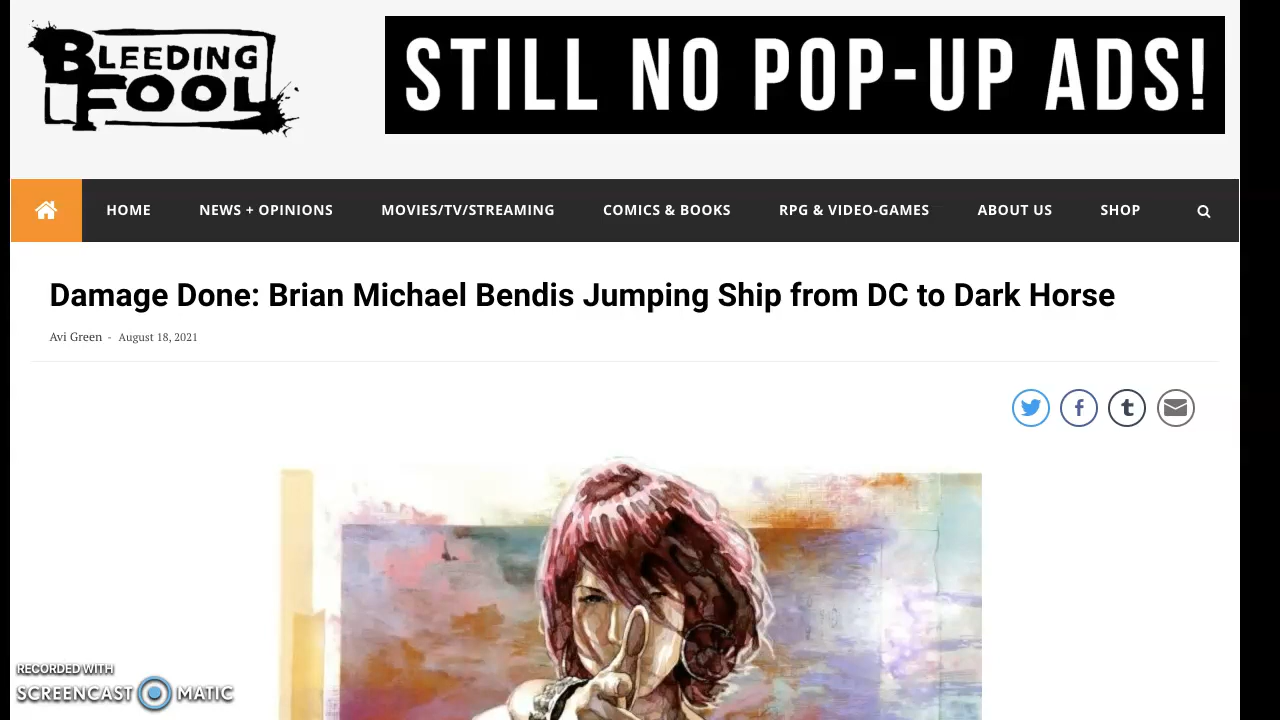 BLEEDING
FOOL
STILL NO POP-UP ADS!
HOME NEWS + OPINIONS MOVIES/TV/STREAMING COMICS & BOOKS RPG & VIDEO-GAMES ABOUT US SHOP
Damage Done: Brian Michael Bendis Jumping Ship from DC to Dark Horse
Avi Green - August 18, 2021
RECORDED WITH
SCREENCAST MATIC